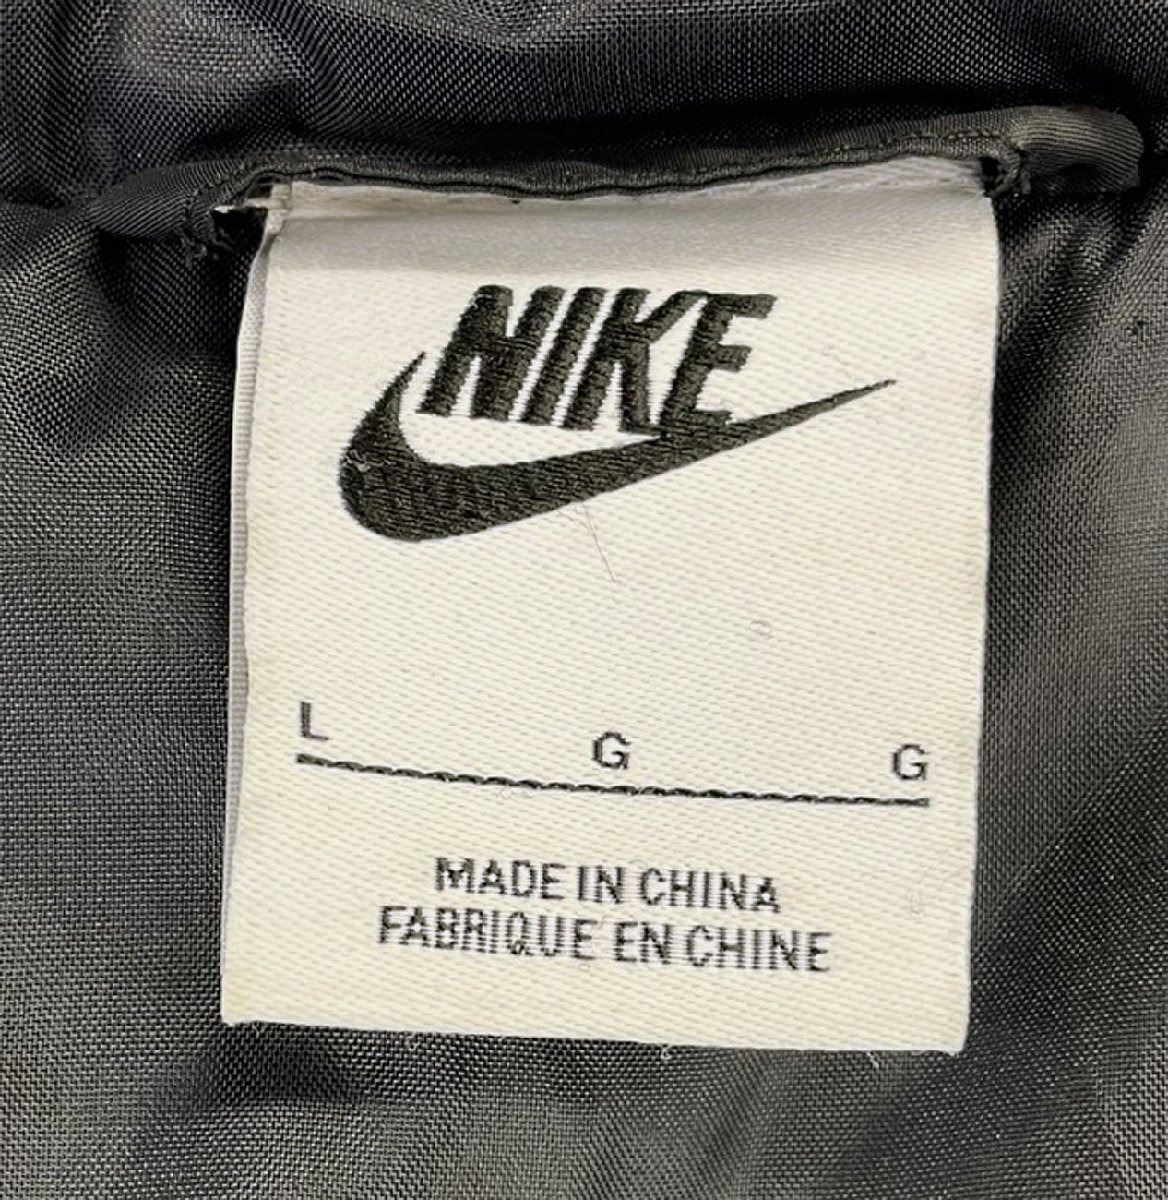 NIKE
L G G
MADE IN CHINA
FABRIQUE EN CHINE